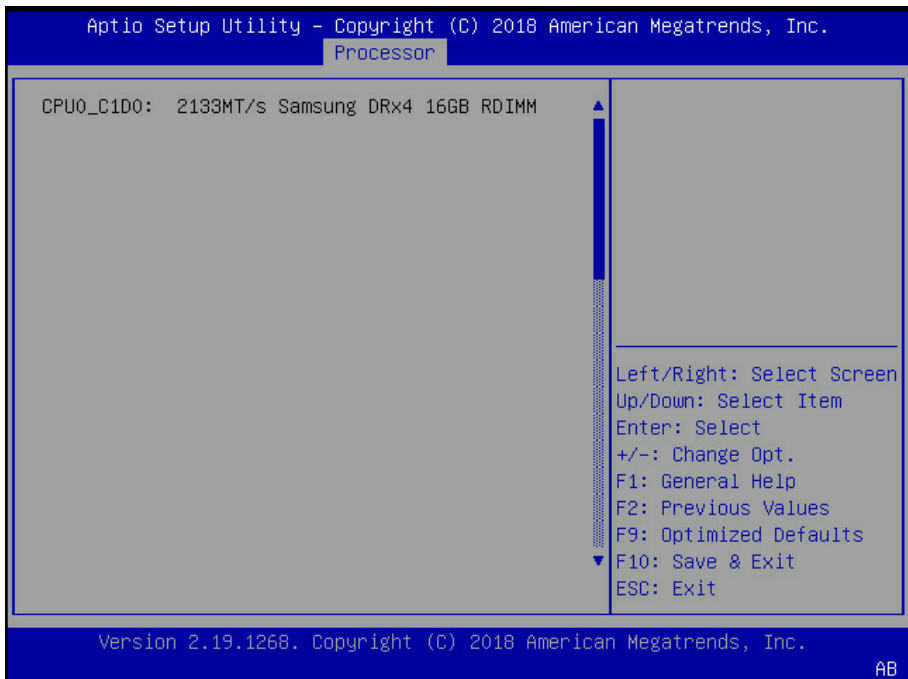 Aptio Setup Utility – Copyright (C) 2018 American Megatrends, Inc.
Processor
CPU0_C1D0: 2133MT/s Samsung DRx4 16GB RDIMM
Left/Right: Select Screen
Up/Down: Select Item
Enter: Select
+/-: Change Opt.
F1: General Help
F2: Previous Values
F9: Optimized Defaults
F10: Save & Exit
ESC: Exit
Version 2.19.1268. Copyright (C) 2018 American Megatrends, Inc.
AB